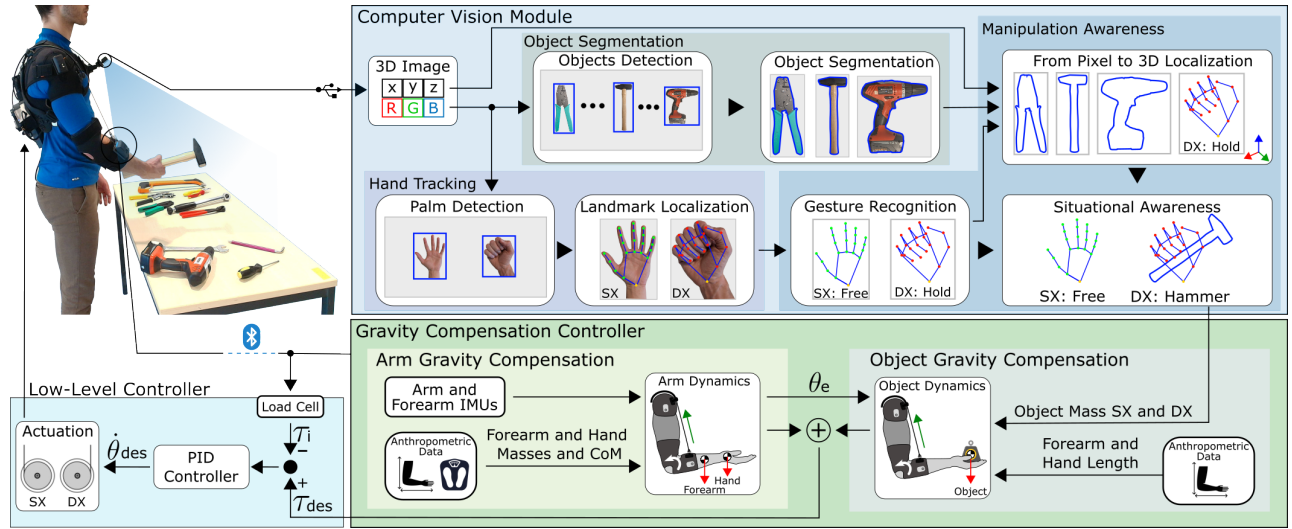 Computer Vision Module
3D Image
x y z
R G B
Object Segmentation
Objects Detection
Object Segmentation
Manipulation Awareness
From Pixel to 3D Localization
DX: Hold
Hand Tracking
Palm Detection
Landmark Localization
SX
DX
Gesture Recognition
SX: Free
DX: Hold
Situational Awareness
SX: Free
DX: Hammer
Gravity Compensation Controller
Arm Gravity Compensation
Arm and
Forearm IMUs
Anthropometric
Data
Forearm and Hand
Masses and CoM
Arm Dynamics
Hand
Forearm
θe
+
Object Gravity Compensation
Object Dynamics
Object
Object Mass SX and DX
Forearm and
Hand Length
Anthropometric
Data
Low-Level Controller
Load Cell
τi
−
+
τdes
PID
Controller
θ̇des
Actuation
SX
DX